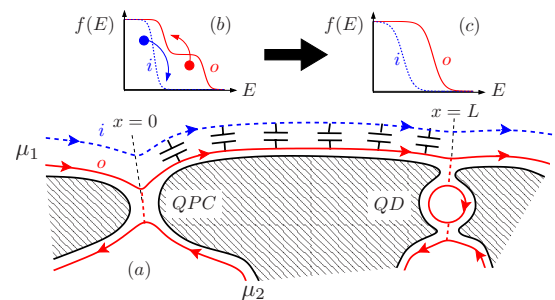 (b)
(c)
f(E)
i
o
E
f(E)
i
o
E
x = 0
x = L
i
μ₁
o
QPC
QD
(a)
μ₂